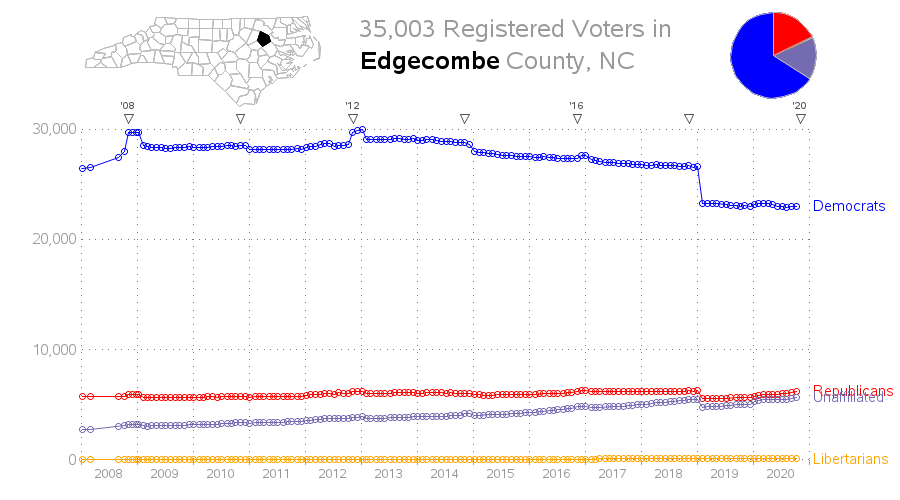 35,003 Registered Voters in
Edgecombe County, NC
'08 '12 '16 '20
30,000
Democrats
20,000
10,000
Republicans
Unaffiliated
0
Libertarians
2008 2009 2010 2011 2012 2013 2014 2015 2016 2017 2018 2019 2020